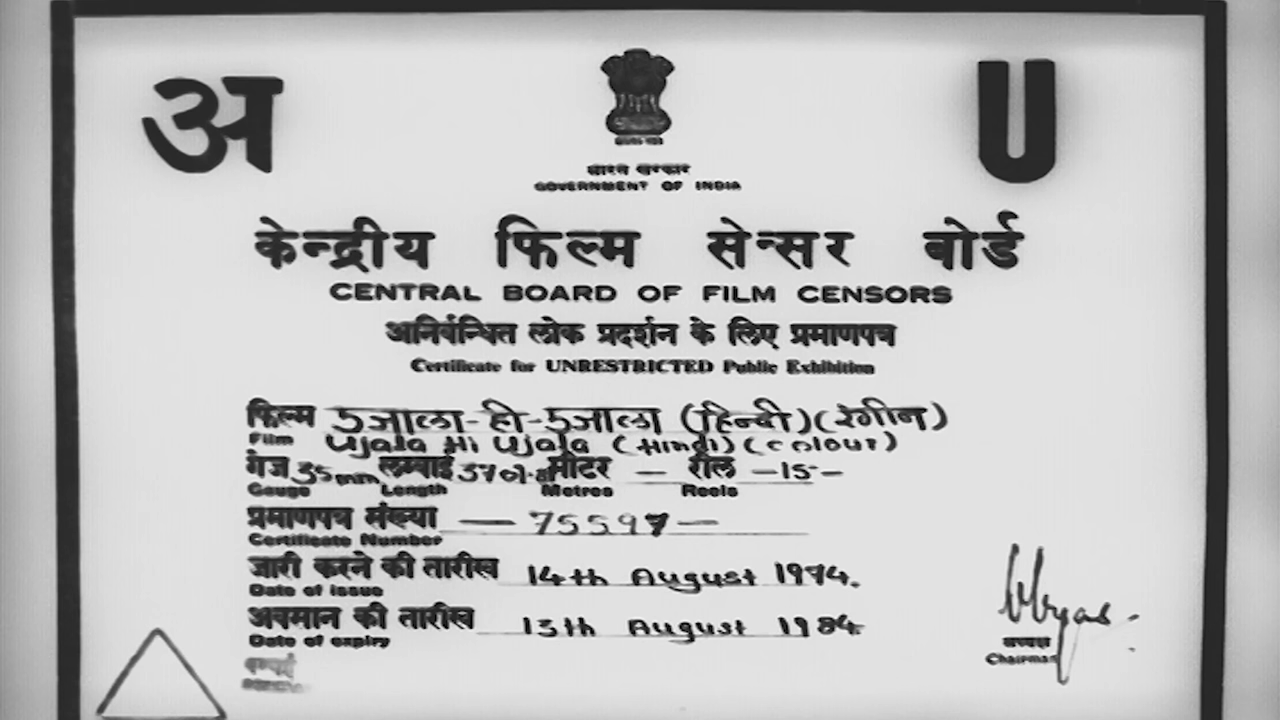 अ
U
भारत सरकार
GOVERNMENT OF INDIA
केन्द्रीय फिल्म सेन्सर बोर्ड
CENTRAL BOARD OF FILM CENSORS
अनिर्बन्धित लोक प्रदर्शन के लिए प्रमाणपत्र
Certificate for UNRESTRICTED Public Exhibition
फिल्म उजाला-ही-उजाला (हिन्दी)(रंगीन)
Film Ujala Hi Ujala (Hindi)(colour)
गेज 35mm लम्बाई मीटर — रील —15—
Gauge Length Metres Reels
प्रमाणपत्र संख्या — 75597 —
Certificate Number
जारी करने की तारीख 14th August 1974.
Date of issue
अवसान की तारीख 13th August 1984.
Date of expiry
अध्यक्ष
Chairman